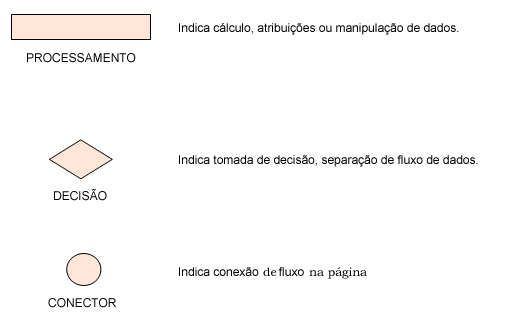 Indica cálculo, atribuições ou manipulação de dados.
PROCESSAMENTO
Indica tomada de decisão, separação de fluxo de dados.
DECISÃO
Indica conexão de fluxo na página
CONECTOR